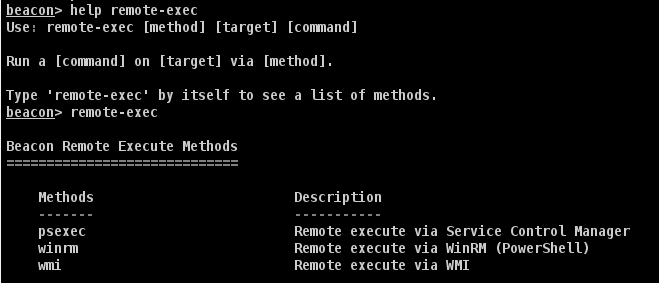 beacon> help remote-exec
Use: remote-exec [method] [target] [command]
Run a [command] on [target] via [method].
Type 'remote-exec' by itself to see a list of methods.
beacon> remote-exec
Beacon Remote Execute Methods
=============================
Methods Description
------- -----------
psexec Remote execute via Service Control Manager
winrm Remote execute via WinRM (PowerShell)
wmi Remote execute via WMI